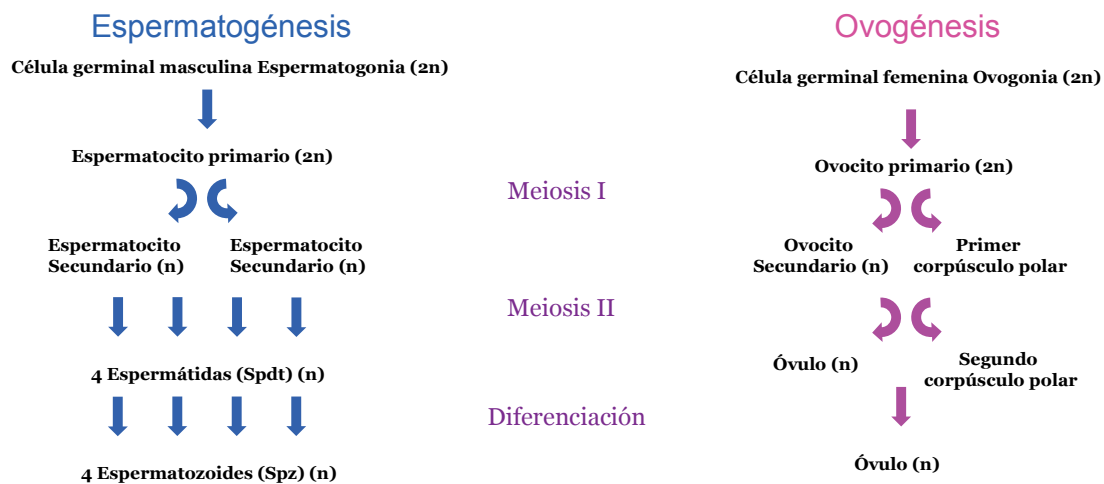 Espermatogénesis
Célula germinal masculina Espermatogonia (2n)
Espermatocito primario (2n)
Espermatocito
Secundario (n)
Espermatocito
Secundario (n)
4 Espermátidas (Spdt) (n)
4 Espermatozoides (Spz) (n)
Meiosis I
Meiosis II
Diferenciación
Ovogénesis
Célula germinal femenina Ovogonia (2n)
Ovocito primario (2n)
Ovocito
Secundario (n)
Primer
corpúsculo polar
Óvulo (n)
Segundo
corpúsculo polar
Óvulo (n)